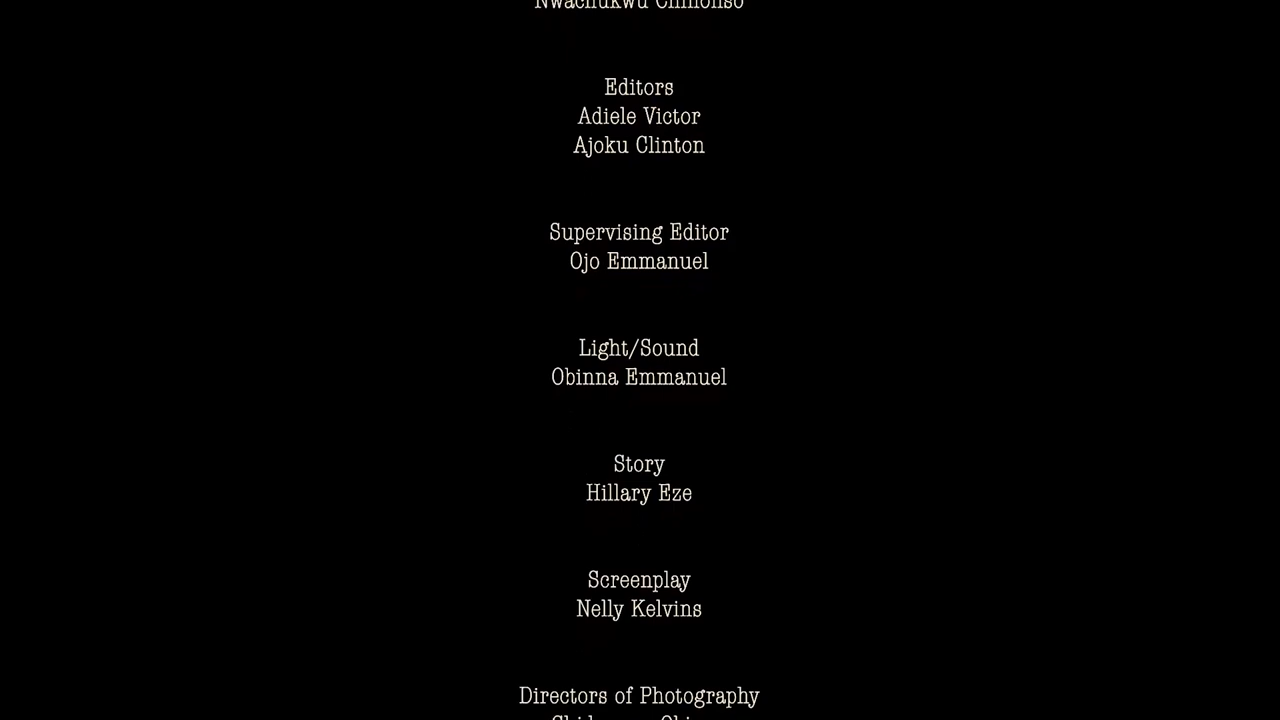 Nwachukwu
Editors
Adiele Victor
Ajoku Clinton
Supervising Editor
Ojo Emmanuel
Light/Sound
Obinna Emmanuel
Story
Hillary Eze
Screenplay
Nelly Kelvins
Directors of Photography